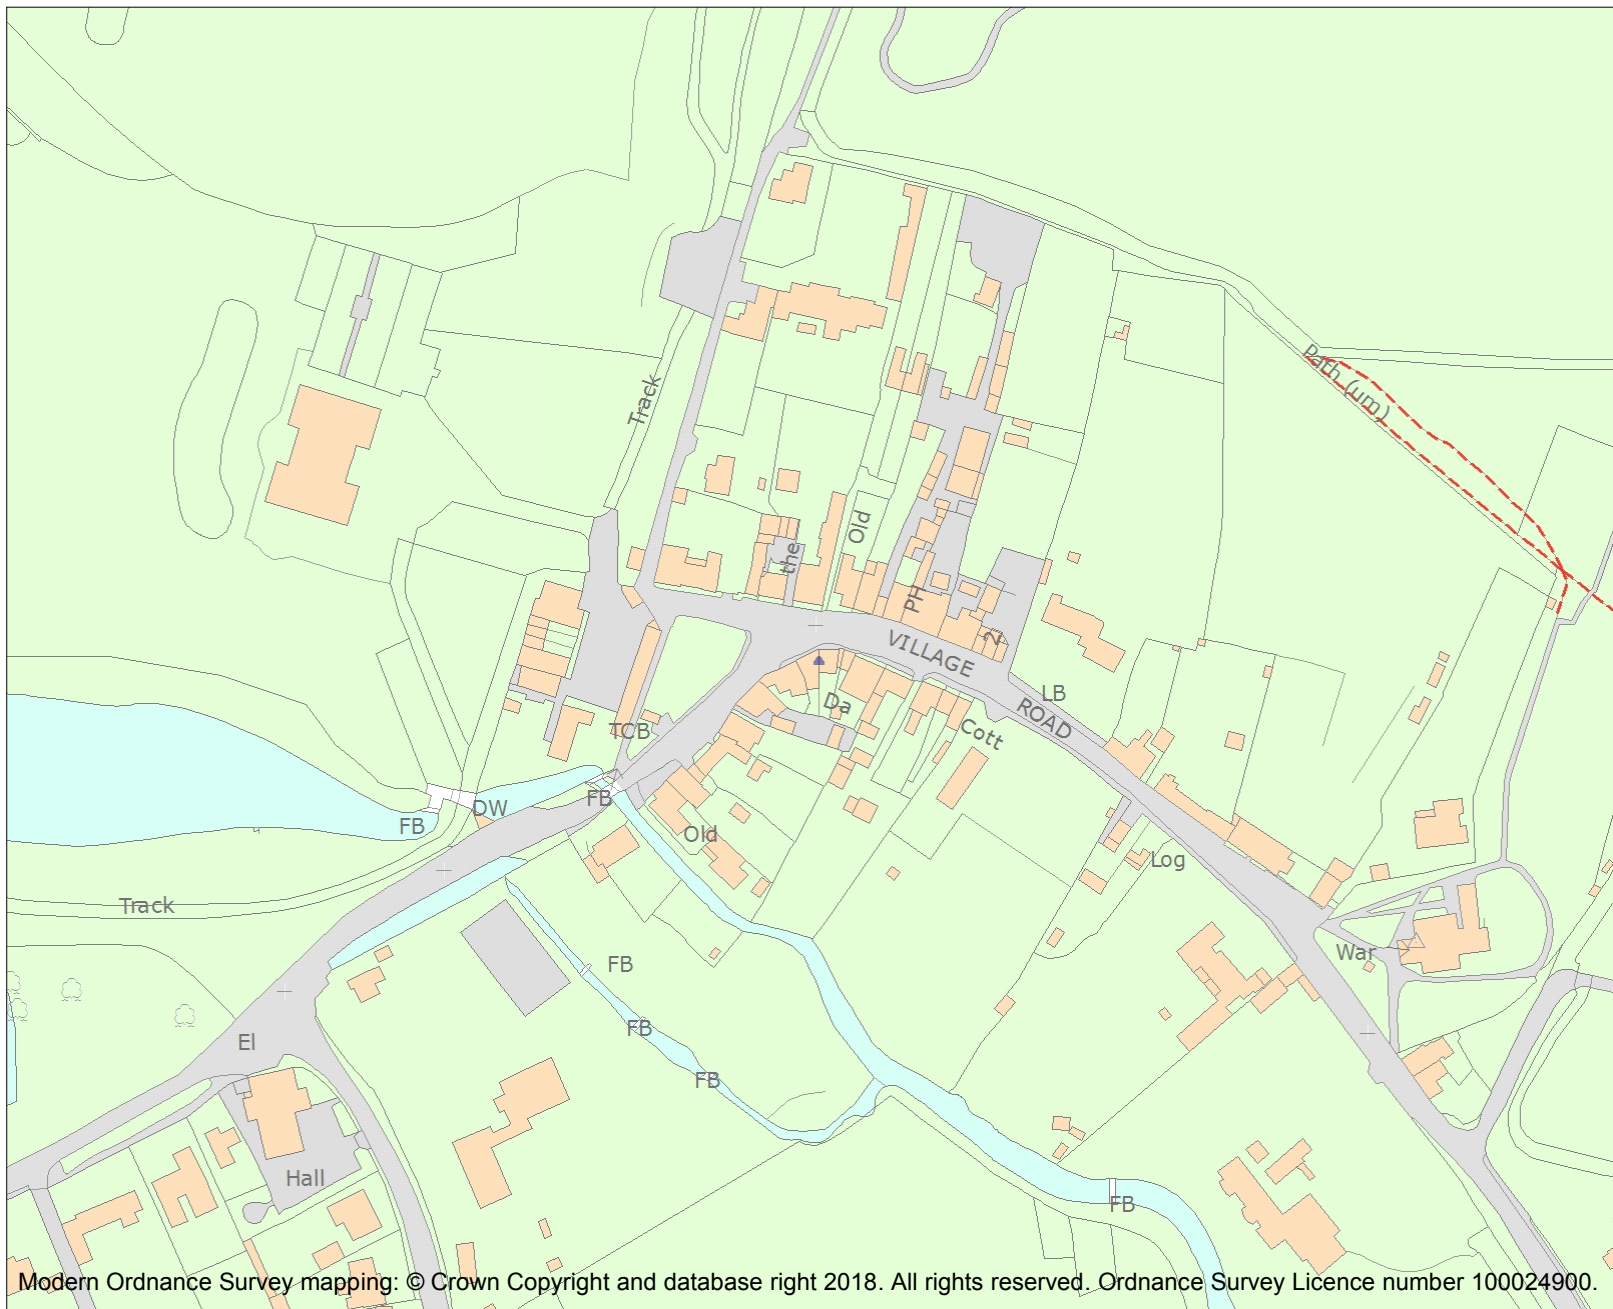 Path (um)
Track
Old
the
PH
2
VILLAGE
LB
ROAD
Da
Cott
TCB
FB
DW
FB
Old
Log
Track
War
FB
FB
El
FB
Hall
FB
Modern Ordnance Survey mapping: © Crown Copyright and database right 2018. All rights reserved. Ordnance Survey Licence number 100024900.